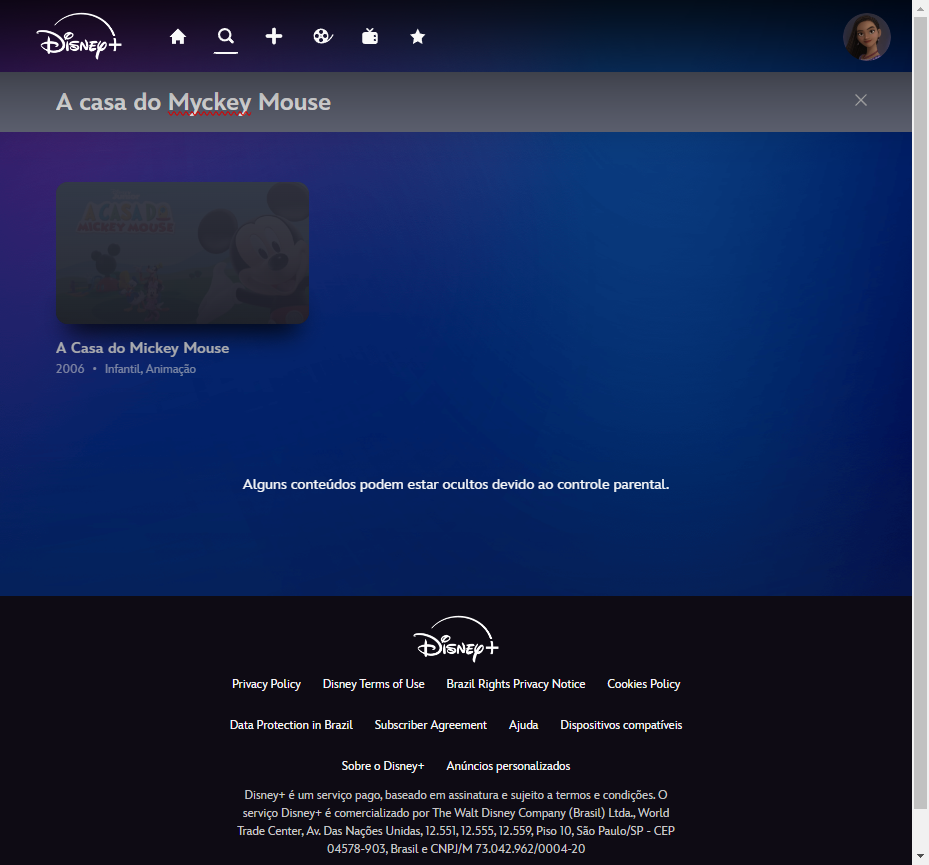 Disney+
A casa do Myckey Mouse
A CASA DO
MICKEY MOUSE
A Casa do Mickey Mouse
2006 • Infantil, Animação
Alguns conteúdos podem estar ocultos devido ao controle parental.
Disney+
Privacy Policy Disney Terms of Use Brazil Rights Privacy Notice Cookies Policy
Data Protection in Brazil Subscriber Agreement Ajuda Dispositivos compatíveis
Sobre o Disney+ Anúncios personalizados
Disney+ é um serviço pago, baseado em assinatura e sujeito a termos e condições. O
serviço Disney+ é comercializado por The Walt Disney Company (Brasil) Ltda., World
Trade Center, Av. Das Nações Unidas, 12.551, 12.555, 12.559, Piso 10, São Paulo/SP - CEP
04578-903, Brasil e CNPJ/M 73.042.962/0004-20